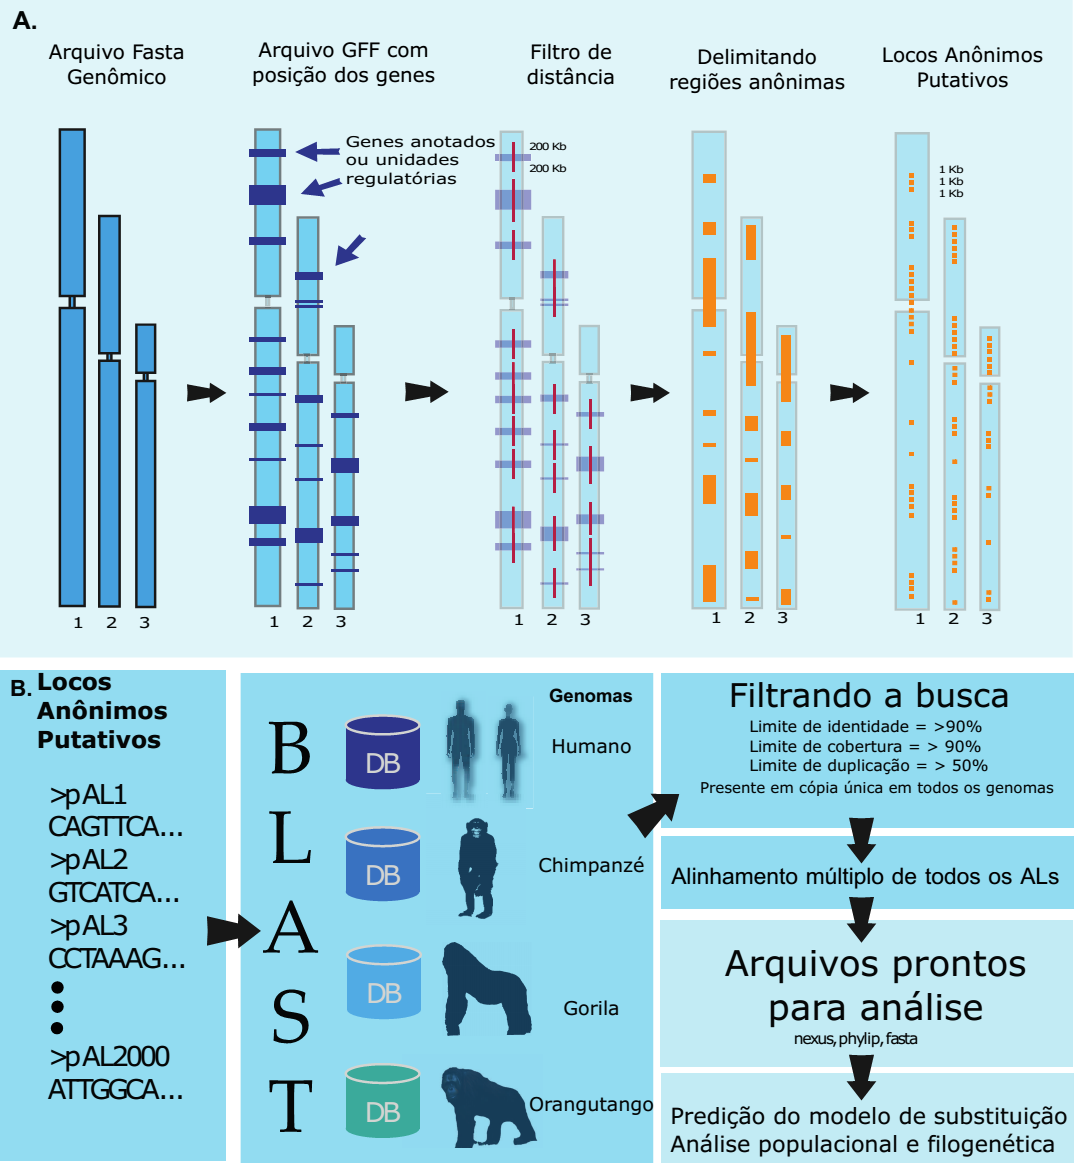 A.
Arquivo Fasta
Genômico
Arquivo GFF com
posição dos genes
Filtro de
distância
Delimitando
regiões anônimas
Locos Anônimos
Putativos
Genes anotados
ou unidades
regulatórias
200 Kb
200 Kb
1 Kb
1 Kb
1 Kb
1 2 3
1 2 3
1 2 3
1 2 3
1 2 3
B. Locos
Anônimos
Putativos
>pAL1
CAGTTCA...
>pAL2
GTCATCA...
>pAL3
CCTAAAG...
>pAL2000
ATTGGCA...
B
L
A
S
T
Genomas
DB
Humano
DB
Chimpanzé
DB
Gorila
DB
Orangutango
Filtrando a busca
Limite de identidade = >90%
Limite de cobertura = > 90%
Limite de duplicação = > 50%
Presente em cópia única em todos os genomas
Alinhamento múltiplo de todos os ALs
Arquivos prontos
para análise
nexus, phylip, fasta
Predição do modelo de substituição
Análise populacional e filogenética